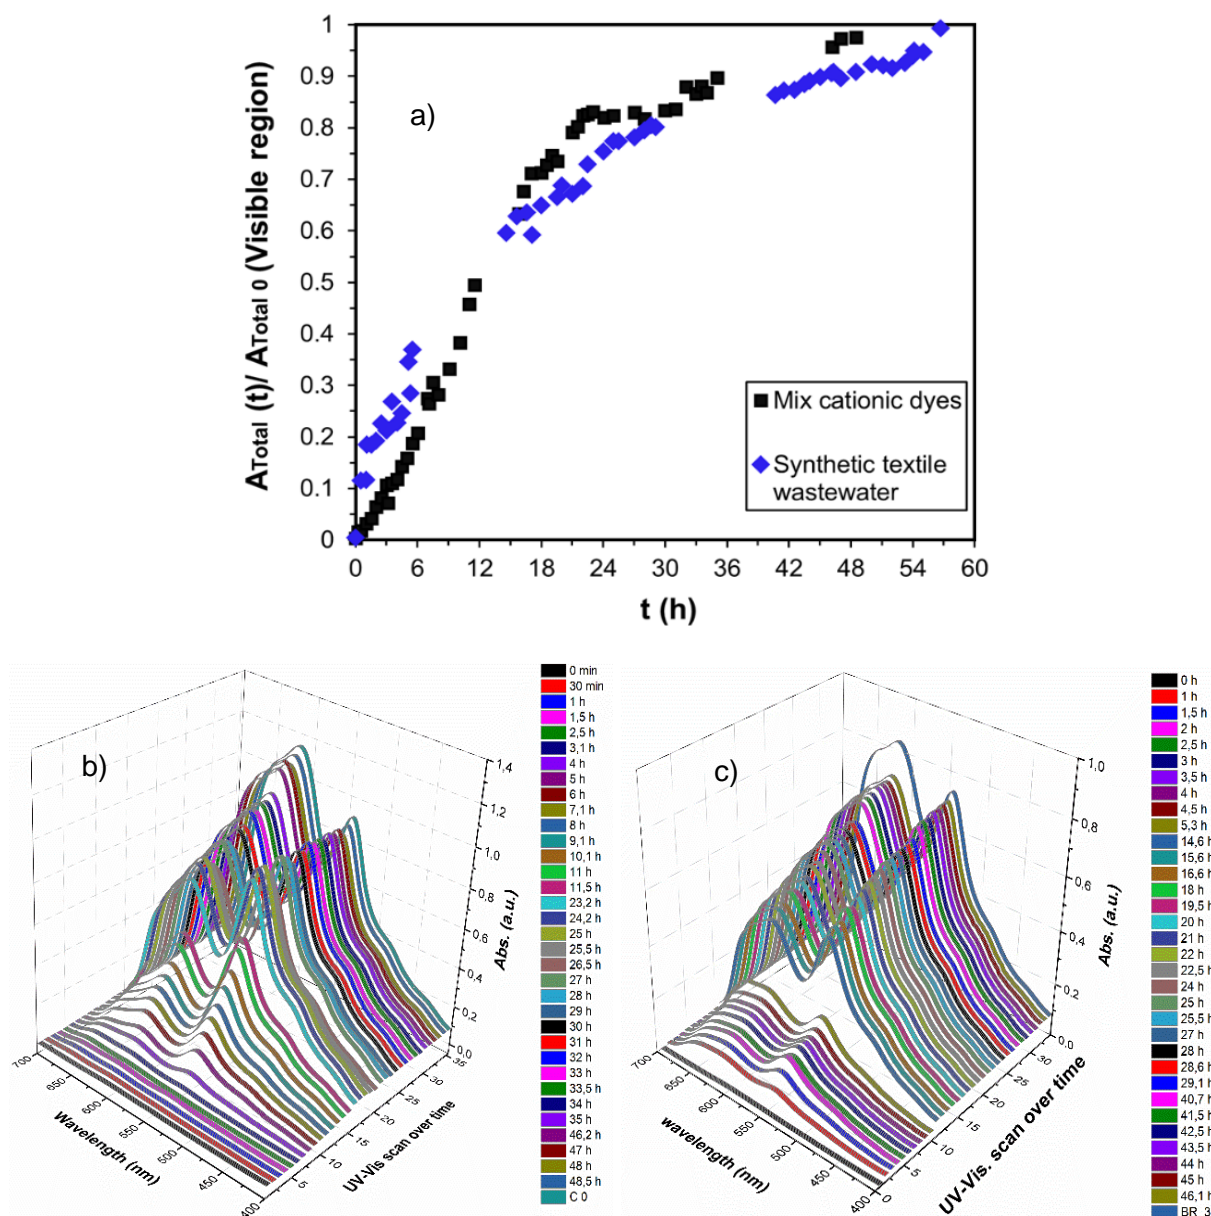 a)
ATotal (t)/ ATotal 0 (Visible region)
1
0.9
0.8
0.7
0.6
0.5
0.4
0.3
0.2
0.1
0
0 6 12 18 24 30 36 42 48 54 60
t (h)
Mix cationic dyes
Synthetic textile
wastewater
b)
1,4
1,2
1,0
0,8
0,6
0,4
0,2
0,0
Abs. (a.u.)
700
650
600
550
500
450
400
Wavelength (nm)
5
10
15
20
25
30
35
UV-Vis scan over time
0 min
30 min
1 h
1,5 h
2,5 h
3,1 h
4 h
5 h
6 h
7,1 h
8 h
9,1 h
10,1 h
11 h
11,5 h
23,2 h
24,2 h
25 h
25,5 h
26,5 h
27 h
28 h
29 h
30 h
31 h
32 h
33 h
33,5 h
34 h
35 h
46,2 h
47 h
48 h
48,5 h
C 0
c)
1,0
0,8
0,6
0,4
0,2
0,0
Abs. (a.u.)
700
650
600
550
500
450
400
wavelength (nm)
0
5
10
15
20
25
30
UV-Vis. scan over time
0 h
1 h
1,5 h
2 h
2,5 h
3 h
3,5 h
4 h
4,5 h
5,3 h
14,6 h
15,6 h
16,6 h
18 h
19,5 h
20 h
21 h
22 h
22,5 h
24 h
25 h
25,5 h
27 h
28 h
28,6 h
29,1 h
40,7 h
41,5 h
42,5 h
43,5 h
44 h
45 h
46,1 h
BR_3